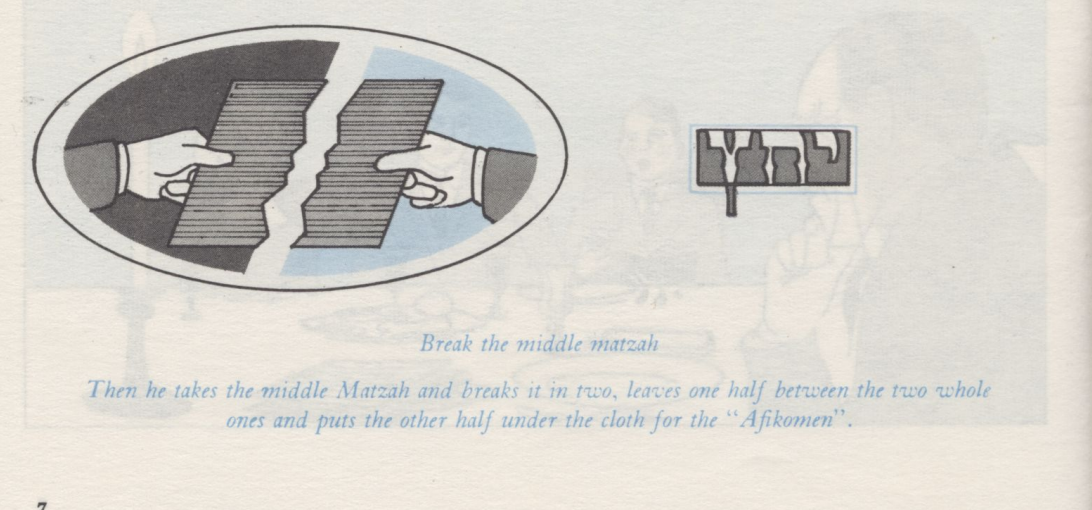 יחץ
Break the middle matzah
Then he takes the middle Matzah and breaks it in two, leaves one half between the two whole
ones and puts the other half under the cloth for the "Afikomen".
7